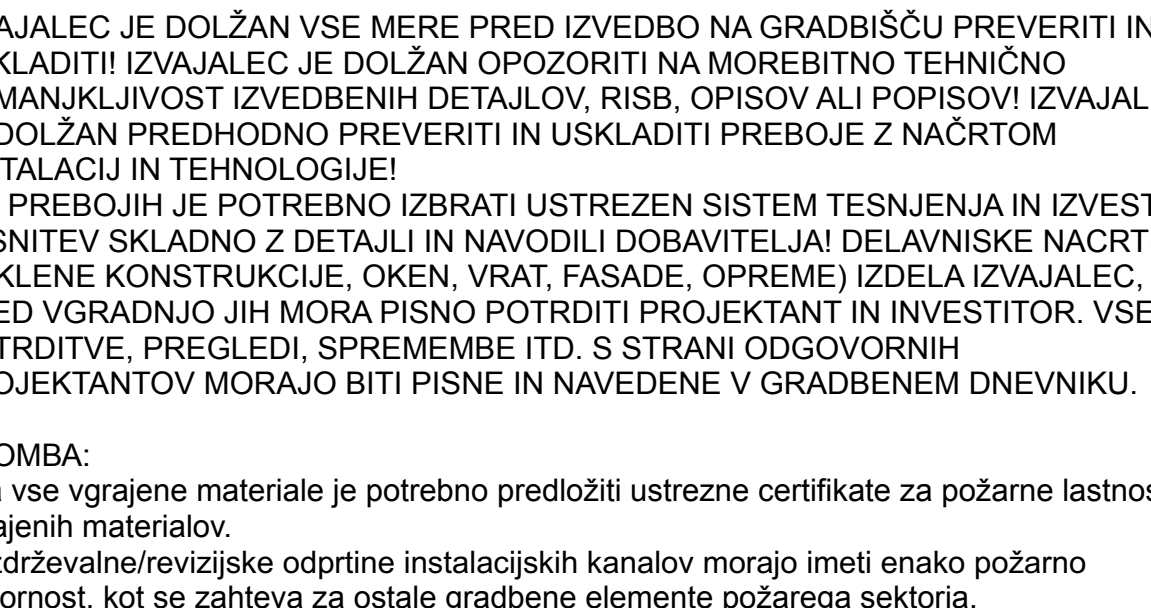 AJALEC JE DOLŽAN VSE MERE PRED IZVEDBO NA GRADBIŠČU PREVERITI IN
KLADITI! IZVAJALEC JE DOLŽAN OPOZORITI NA MOREBITNO TEHNIČNO
MANJKLJIVOST IZVEDBENIH DETAJLOV, RISB, OPISOV ALI POPISOV! IZVAJAL
DOLŽAN PREDHODNO PREVERITI IN USKLADITI PREBOJE Z NAČRTOM
TALACIJ IN TEHNOLOGIJE!
PREBOJIH JE POTREBNO IZBRATI USTREZEN SISTEM TESNJENJA IN IZVEST
SNITEV SKLADNO Z DETAJLI IN NAVODILI DOBAVITELJA! DELAVNISKE NACRT
KLENE KONSTRUKCIJE, OKEN, VRAT, FASADE, OPREME) IZDELA IZVAJALEC,
ED VGRADNJO JIH MORA PISNO POTRDITI PROJEKTANT IN INVESTITOR. VSE
TRDITVE, PREGLEDI, SPREMEMBE ITD. S STRANI ODGOVORNIH
OJEKTANTOV MORAJO BITI PISNE IN NAVEDENE V GRADBENEM DNEVNIKU.
OMBA:
a vse vgrajene materiale je potrebno predložiti ustrezne certifikate za požarne lastnos
ajenih materialov.
zdrževalne/revizijske odprtine instalacijskih kanalov morajo imeti enako požarno
ornost, kot se zahteva za ostale gradbene elemente požarega sektorja.